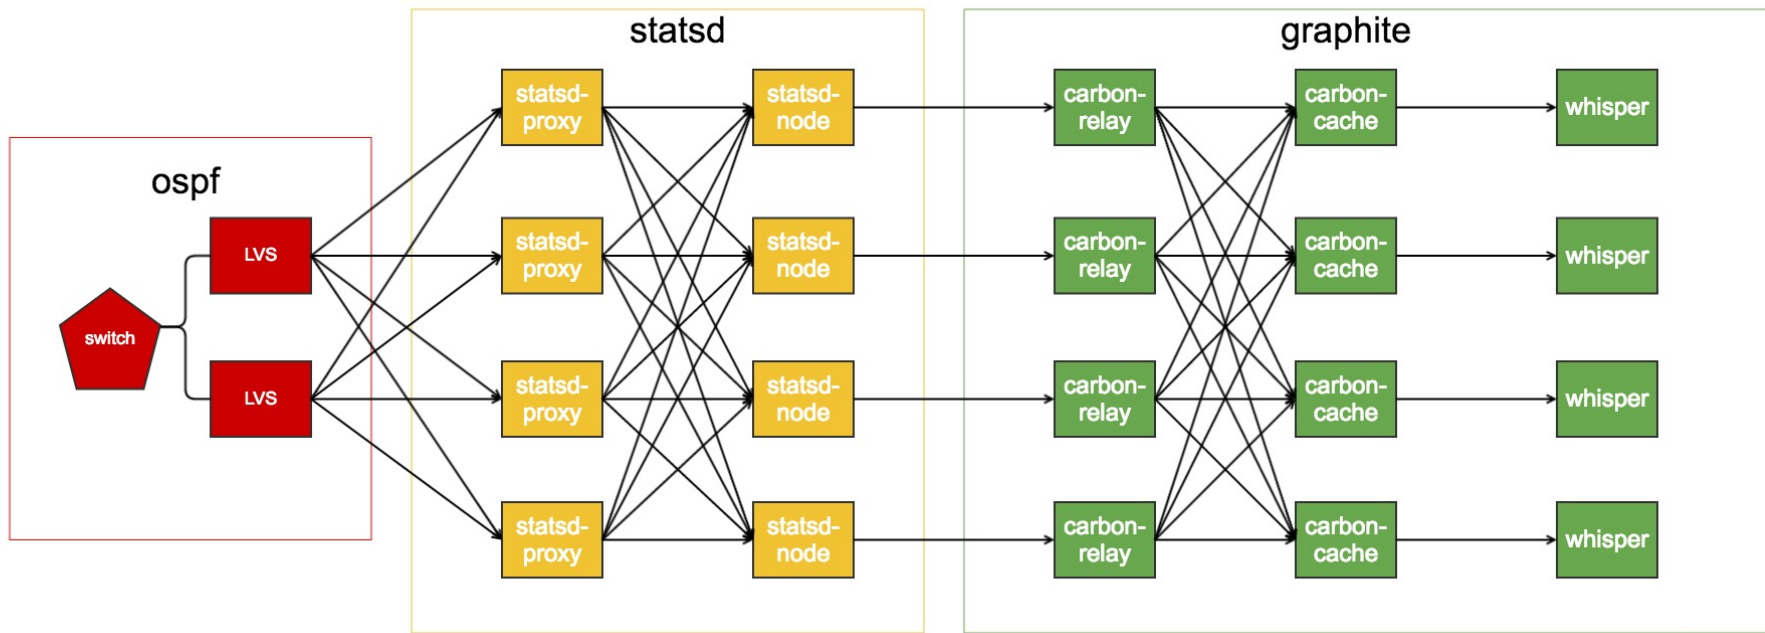 statsd
graphite
ospf
switch
LVS
LVS
statsd-
proxy
statsd-
proxy
statsd-
proxy
statsd-
proxy
statsd-
node
statsd-
node
statsd-
node
statsd-
node
carbon-
relay
carbon-
relay
carbon-
relay
carbon-
relay
carbon-
cache
carbon-
cache
carbon-
cache
carbon-
cache
whisper
whisper
whisper
whisper